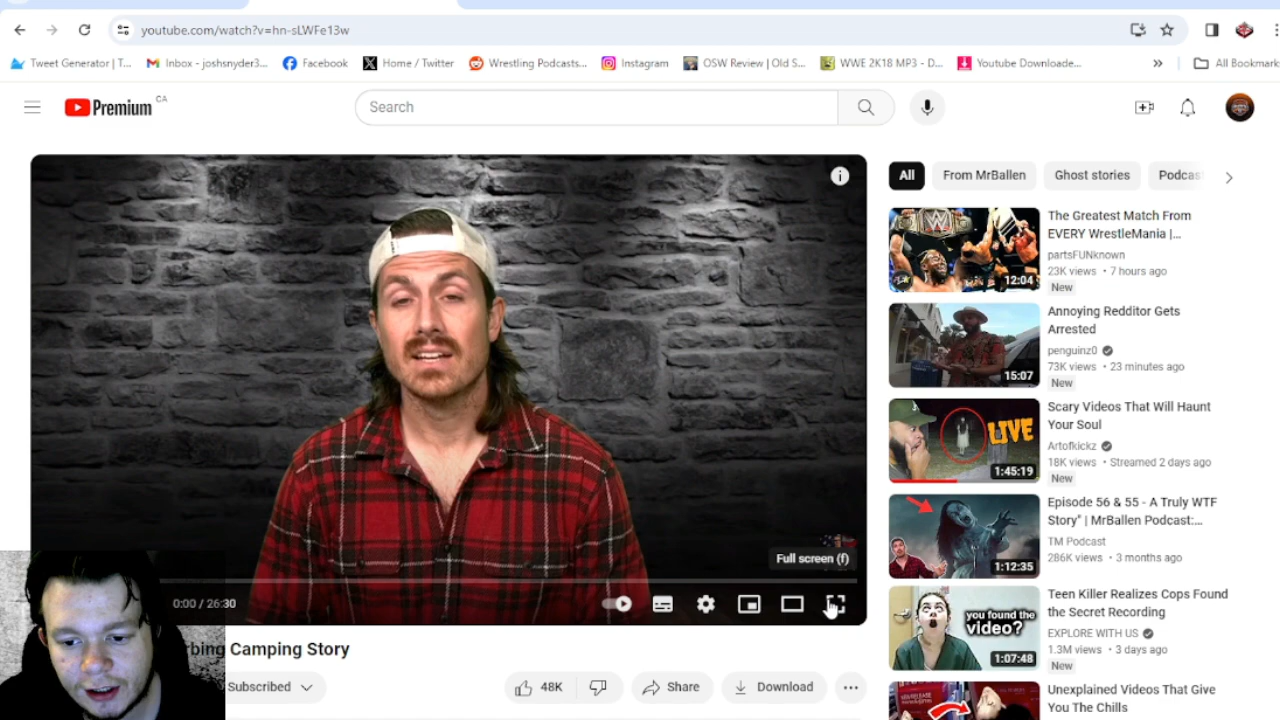 youtube.com/watch?v=hn-sLWFe13w
Tweet Generator | T... Inbox - joshsnyder3... Facebook Home / Twitter Wrestling Podcasts... Instagram OSW Review | Old S... WWE 2K18 MP3 - D... Youtube Downloade... » All Bookmark
Premium CA
Search
All From MrBallen Ghost stories Podcas
The Greatest Match From
EVERY WrestleMania |...
partsFUNknown
23K views • 7 hours ago
New
12:04
Annoying Redditor Gets
Arrested
penguinz0
73K views • 23 minutes ago
New
15:07
LIVE
Scary Videos That Will Haunt
Your Soul
Artofkickz
18K views • Streamed 2 days ago
New
1:45:19
Episode 56 & 55 - A Truly WTF
Story" | MrBallen Podcast:...
TM Podcast
286K views • 3 months ago
1:12:35
you found the
video?
Teen Killer Realizes Cops Found
the Secret Recording
EXPLORE WITH US
1.3M views • 3 days ago
New
1:07:48
Unexplained Videos That Give
You The Chills
Full screen (f)
0:00 / 26:30
rbing Camping Story
Subscribed
48K
Share
Download